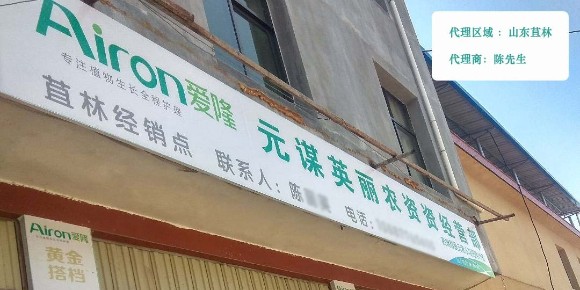 代理区域 : 山东苴林
代理商: 陈先生
Airon爱隆
专注植物生长全程护理
苴林经销点
联系人: 陈
电话:
元谋英丽农资资经营部
Airon爱隆
黄金
搭档